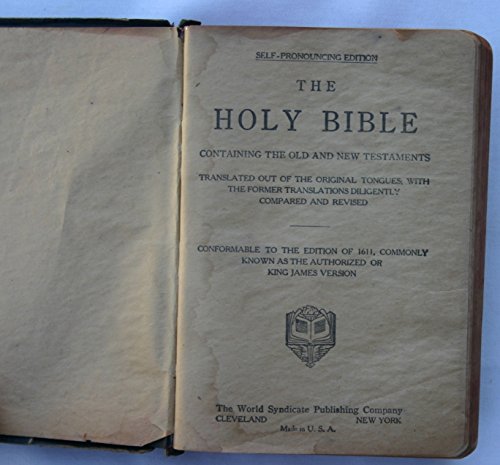 SELF-PRONOUNCING EDITION
THE
HOLY BIBLE
CONTAINING THE OLD AND NEW TESTAMENTS
TRANSLATED OUT OF THE ORIGINAL TONGUES; WITH
THE FORMER TRANSLATIONS DILIGENTLY
COMPARED AND REVISED
CONFORMABLE TO THE EDITION OF 1611, COMMONLY
KNOWN AS THE AUTHORIZED OR
KING JAMES VERSION
The World Syndicate Publishing Company
CLEVELAND NEW YORK
Made in U. S. A.